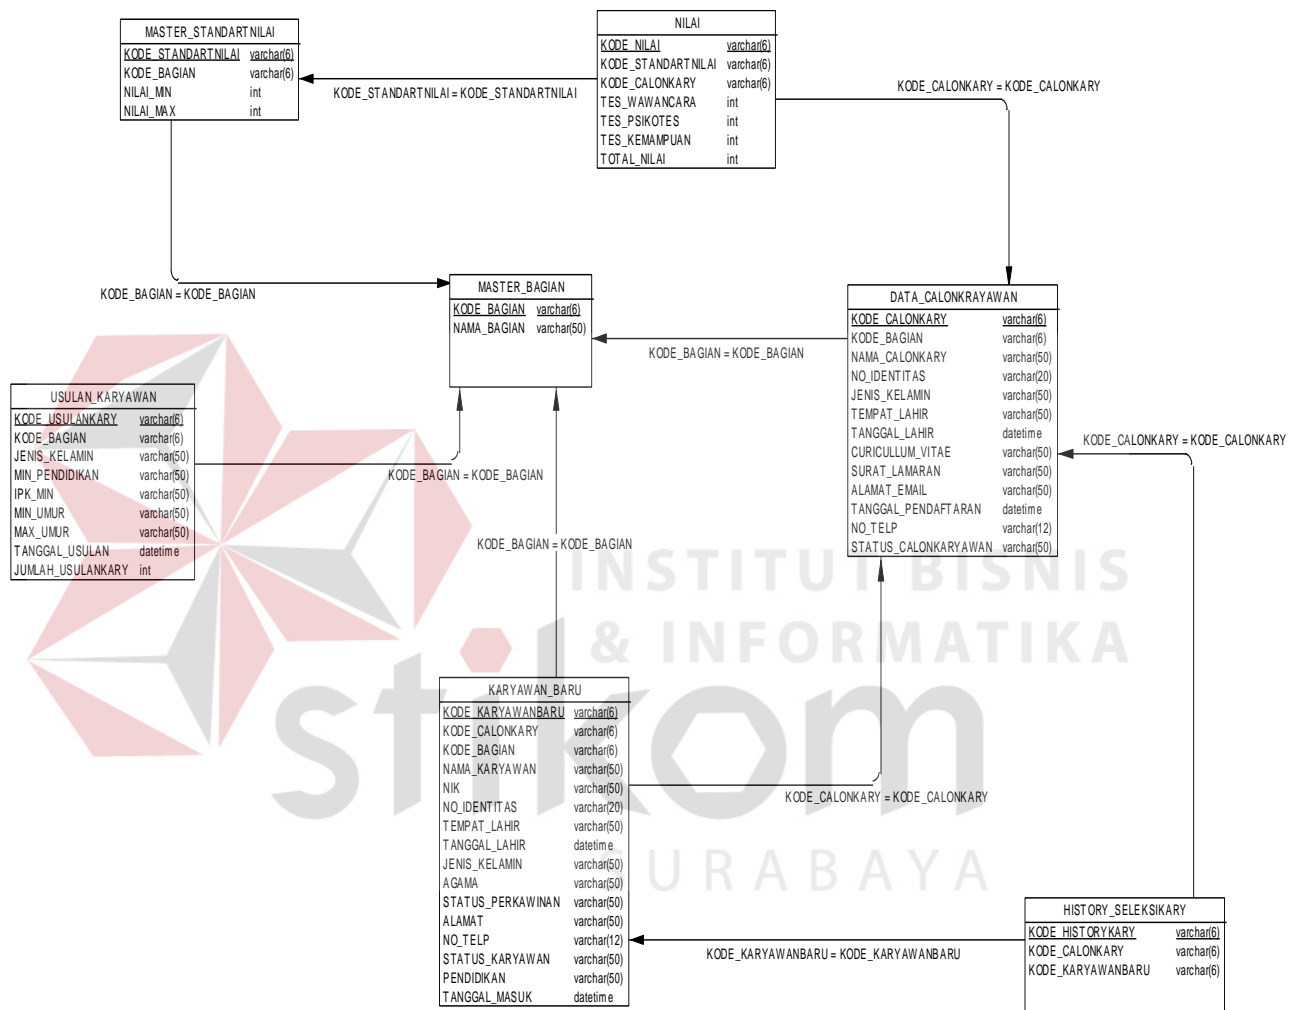 MASTER_STANDARTNILAI
KODE_STANDARTNILAI varchar(6)
KODE_BAGIAN varchar(6)
NILAI_MIN int
NILAI_MAX int
NILAI
KODE_NILAI varchar(6)
KODE_STANDARTNILAI varchar(6)
KODE_CALONKARY varchar(6)
TES_WAWANCARA int
TES_PSIKOTES int
TES_KEMAMPUAN int
TOTAL_NILAI int
KODE_STANDARTNILAI = KODE_STANDARTNILAI
KODE_CALONKARY = KODE_CALONKARY
KODE_BAGIAN = KODE_BAGIAN
MASTER_BAGIAN
KODE_BAGIAN varchar(6)
NAMA_BAGIAN varchar(50)
KODE_BAGIAN = KODE_BAGIAN
DATA_CALONKRAYAWAN
KODE_CALONKARY varchar(6)
KODE_BAGIAN varchar(6)
NAMA_CALONKARY varchar(50)
NO_IDENTITAS varchar(20)
JENIS_KELAMIN varchar(50)
TEMPAT_LAHIR varchar(50)
TANGGAL_LAHIR datetime
CURICULLUM_VITAE varchar(50)
SURAT_LAMARAN varchar(50)
ALAMAT_EMAIL varchar(50)
TANGGAL_PENDAFTARAN datetime
NO_TELP varchar(12)
STATUS_CALONKARYAWAN varchar(50)
KODE_CALONKARY = KODE_CALONKARY
USULAN_KARYAWAN
KODE_USULANKARY varchar(6)
KODE_BAGIAN varchar(6)
JENIS_KELAMIN varchar(50)
MIN_PENDIDIKAN varchar(50)
IPK_MIN varchar(50)
MIN_UMUR varchar(50)
MAX_UMUR varchar(50)
TANGGAL_USULAN datetime
JUMLAH_USULANKARY int
KODE_BAGIAN = KODE_BAGIAN
KODE_BAGIAN = KODE_BAGIAN
INSTITUT BISNIS
& INFORMATIKA
stikom
SURABAYA
KARYAWAN_BARU
KODE_KARYAWANBARU varchar(6)
KODE_CALONKARY varchar(6)
KODE_BAGIAN varchar(6)
NAMA_KARYAWAN varchar(50)
NIK varchar(50)
NO_IDENTITAS varchar(20)
TEMPAT_LAHIR varchar(50)
TANGGAL_LAHIR datetime
JENIS_KELAMIN varchar(50)
AGAMA varchar(50)
STATUS_PERKAWINAN varchar(50)
ALAMAT varchar(50)
NO_TELP varchar(12)
STATUS_KARYAWAN varchar(50)
PENDIDIKAN varchar(50)
TANGGAL_MASUK datetime
KODE_CALONKARY = KODE_CALONKARY
KODE_KARYAWANBARU = KODE_KARYAWANBARU
HISTORY_SELEKSIKARY
KODE_HISTORYKARY varchar(6)
KODE_CALONKARY varchar(6)
KODE_KARYAWANBARU varchar(6)